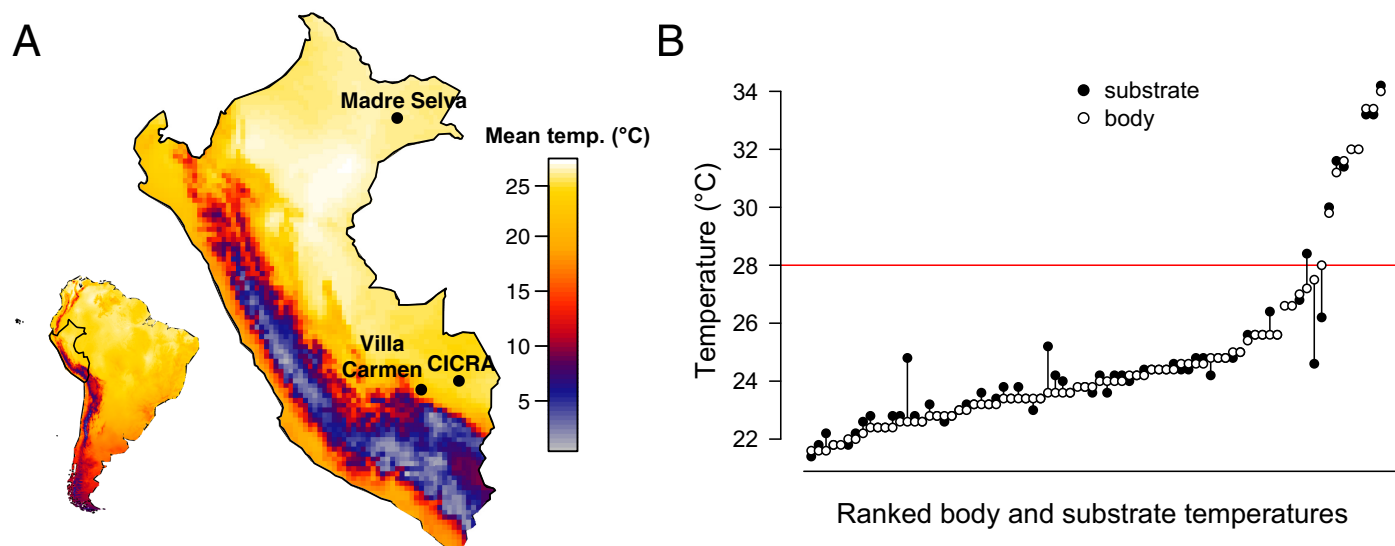 A
Madre Selva
Mean temp. (°C)
25
20
15
10
5
Villa
Carmen
CICRA
B
substrate
body
34
32
30
28
26
24
22
Temperature (°C)
Ranked body and substrate temperatures